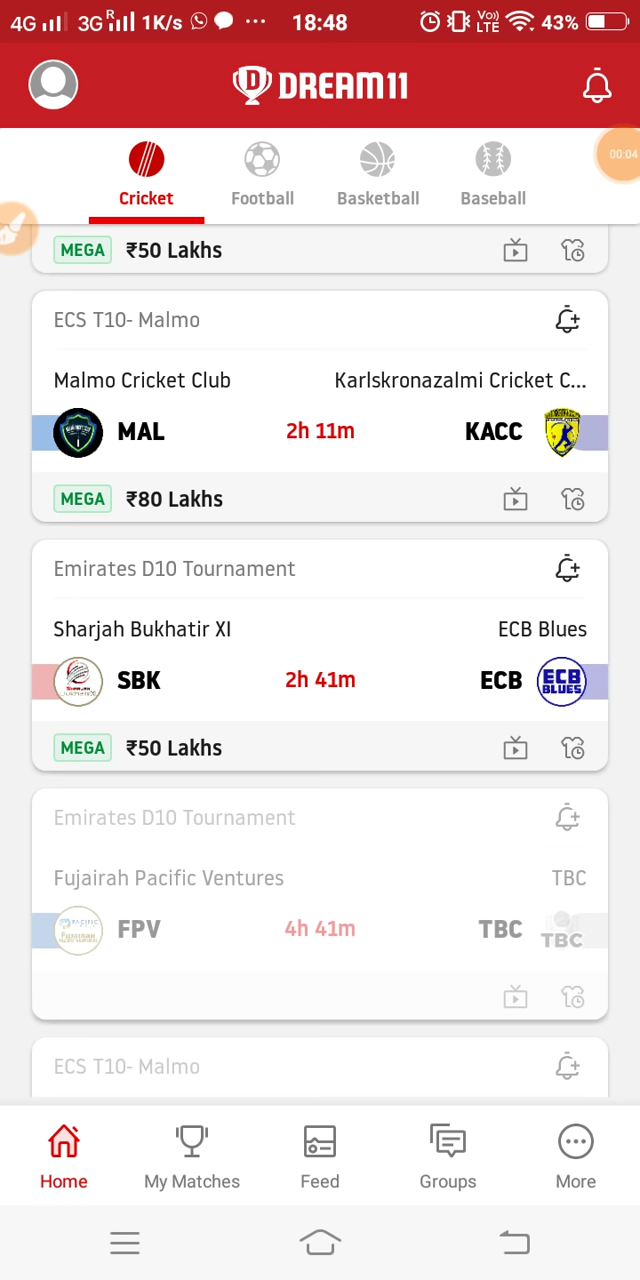 4G 3G R 1K/s ... 18:48 Vo) LTE 43%
DREAM11
Cricket Football Basketball Baseball
00:04
MEGA ₹50 Lakhs
ECS T10- Malmo
Malmo Cricket Club Karlskronazalmi Cricket C...
MAL 2h 11m KACC
MEGA ₹80 Lakhs
Emirates D10 Tournament
Sharjah Bukhatir XI ECB Blues
SBK 2h 41m ECB ECB BLUES
MEGA ₹50 Lakhs
Emirates D10 Tournament
Fujairah Pacific Ventures TBC
FPV 4h 41m TBC TBC
ECS T10- Malmo
Home My Matches Feed Groups More